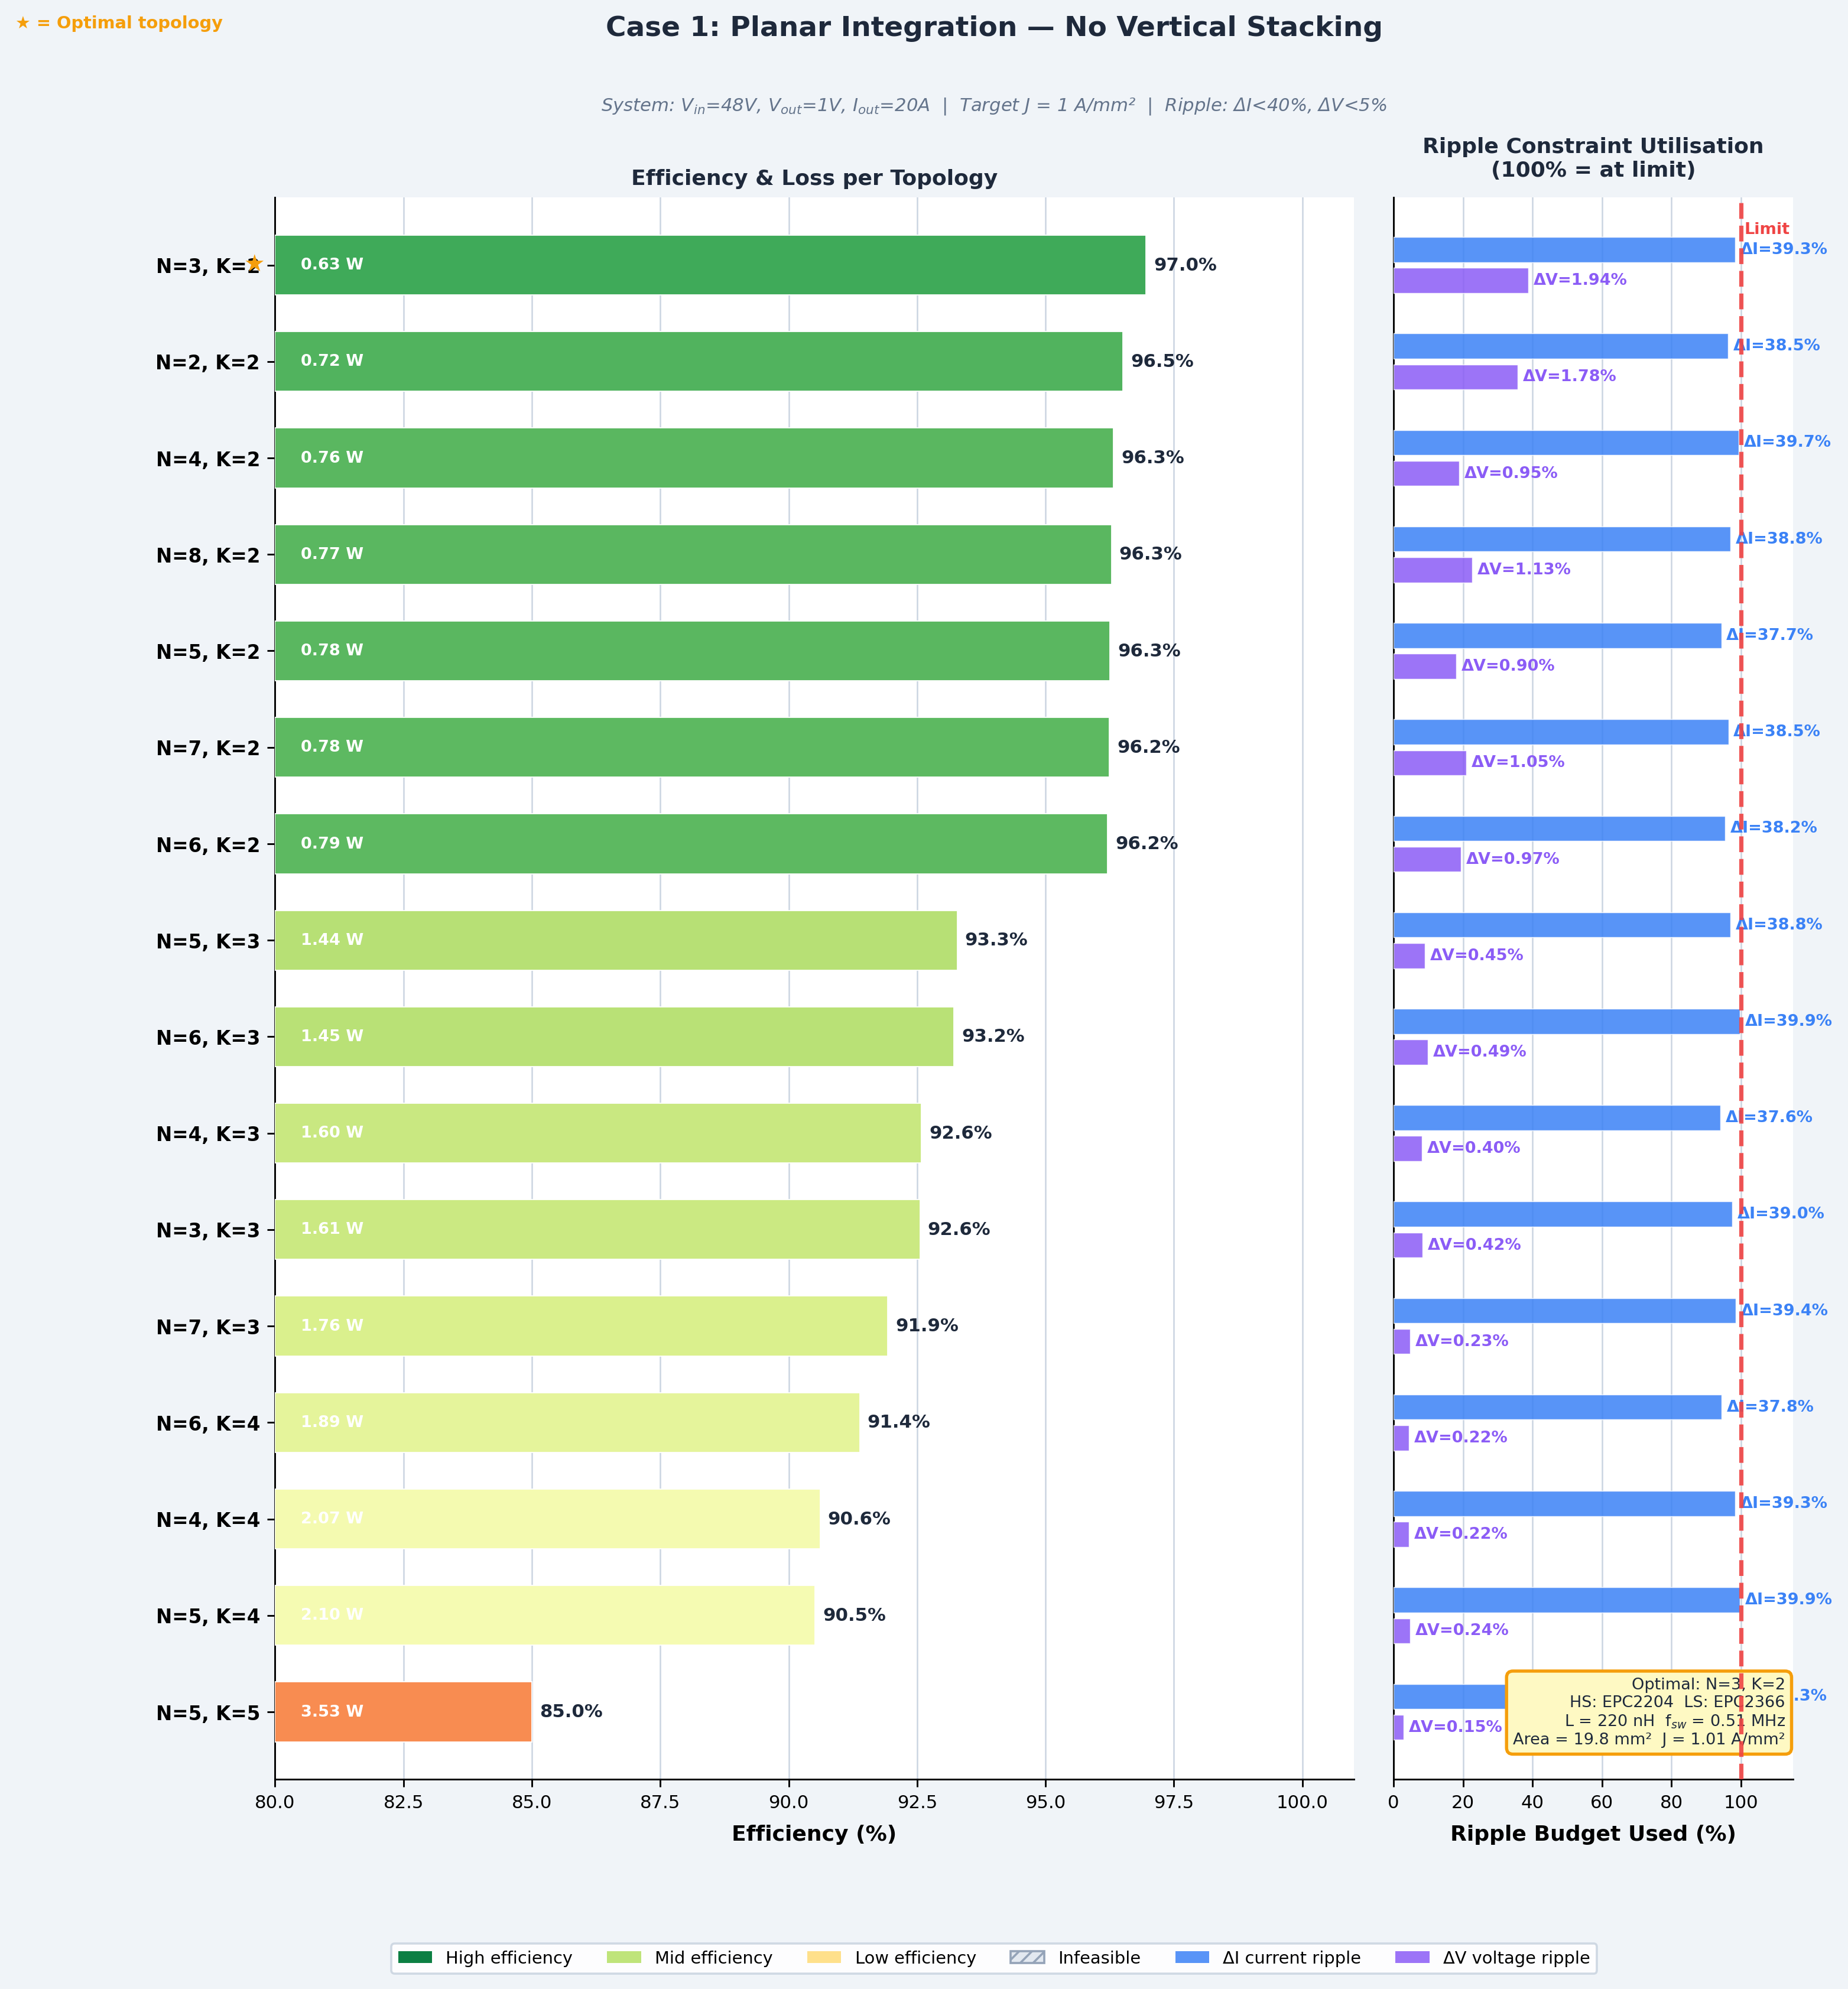 ★ = Optimal topology
Case 1: Planar Integration — No Vertical Stacking
System: Vin=48V, Vout=1V, Iout=20A | Target J = 1 A/mm² | Ripple: ΔI<40%, ΔV<5%
Efficiency & Loss per Topology
Ripple Constraint Utilisation
(100% = at limit)
Limit
N=3, K=2 ★ 0.63 W 97.0% ΔI=39.3%
ΔV=1.94%
N=2, K=2 0.72 W 96.5% ΔI=38.5%
ΔV=1.78%
N=4, K=2 0.76 W 96.3% ΔI=39.7%
ΔV=0.95%
N=8, K=2 0.77 W 96.3% ΔI=38.8%
ΔV=1.13%
N=5, K=2 0.78 W 96.3% ΔI=37.7%
ΔV=0.90%
N=7, K=2 0.78 W 96.2% ΔI=38.5%
ΔV=1.05%
N=6, K=2 0.79 W 96.2% ΔI=38.2%
ΔV=0.97%
N=5, K=3 1.44 W 93.3% ΔI=38.8%
ΔV=0.45%
N=6, K=3 1.45 W 93.2% ΔI=39.9%
ΔV=0.49%
N=4, K=3 1.60 W 92.6% ΔI=37.6%
ΔV=0.40%
N=3, K=3 1.61 W 92.6% ΔI=39.0%
ΔV=0.42%
N=7, K=3 1.76 W 91.9% ΔI=39.4%
ΔV=0.23%
N=6, K=4 1.89 W 91.4% ΔI=37.8%
ΔV=0.22%
N=4, K=4 2.07 W 90.6% ΔI=39.3%
ΔV=0.22%
N=5, K=4 2.10 W 90.5% ΔI=39.9%
ΔV=0.24%
N=5, K=5 3.53 W 85.0% .3%
ΔV=0.15%
Optimal: N=3, K=2
HS: EPC2204 LS: EPC2366
L = 220 nH fsw = 0.51 MHz
Area = 19.8 mm² J = 1.01 A/mm²
80.0 82.5 85.0 87.5 90.0 92.5 95.0 97.5 100.0
0 20 40 60 80 100
Efficiency (%)
Ripple Budget Used (%)
High efficiency Mid efficiency Low efficiency Infeasible ΔI current ripple ΔV voltage ripple